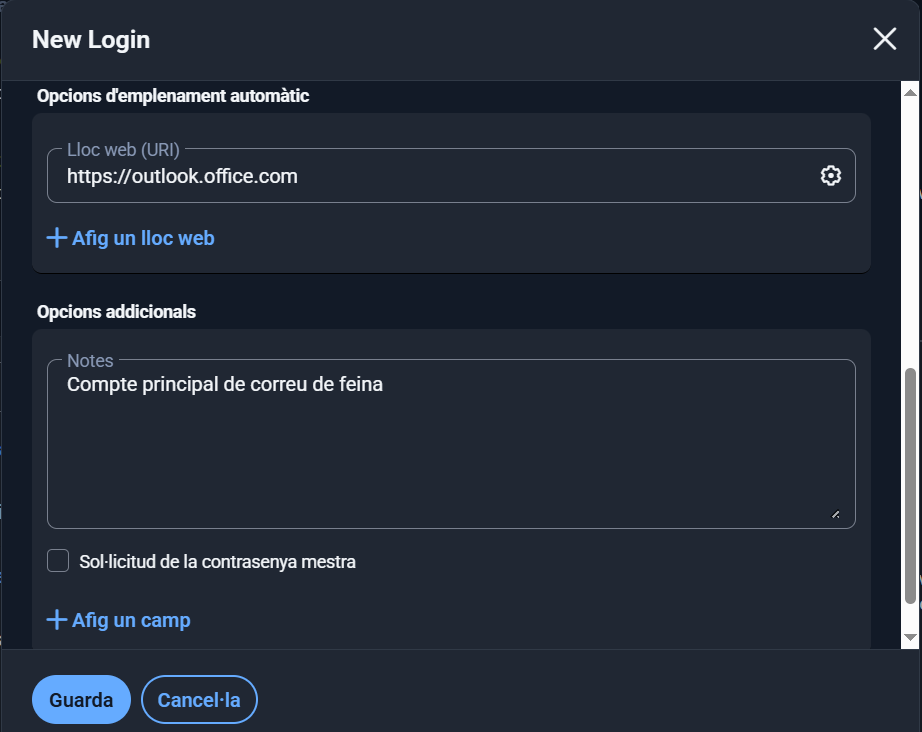 New Login
Opcions d'emplenament automàtic
Lloc web (URI)
https://outlook.office.com
Afig un lloc web
Opcions addicionals
Notes
Compte principal de correu de feina
Sol·licitud de la contrasenya mestra
Afig un camp
Guarda
Cancel·la